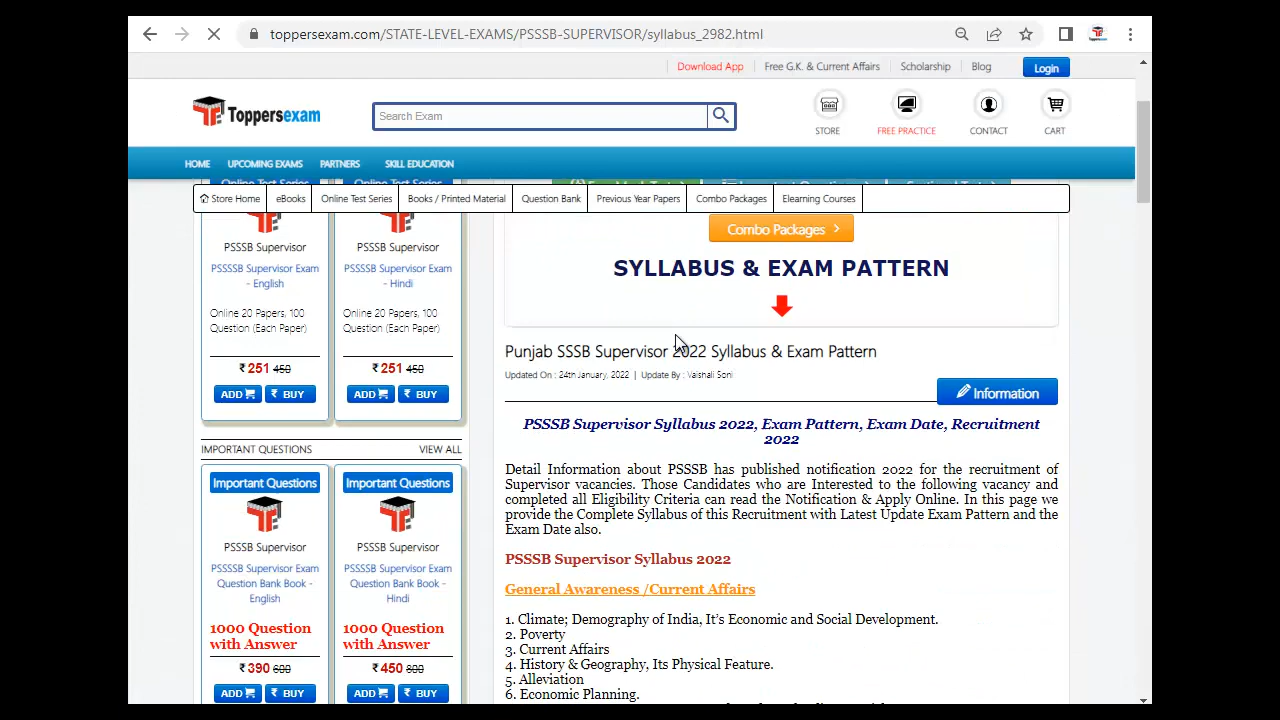 toppersexam.com/STATE-LEVEL-EXAMS/PSSSB-SUPERVISOR/syllabus_2982.html
Download App Free G.K. & Current Affairs Scholarship Blog Login
Toppersexam
Search Exam
STORE FREE PRACTICE CONTACT CART
HOME UPCOMING EXAMS PARTNERS SKILL EDUCATION
Store Home eBooks Online Test Series Books / Printed Material Question Bank Previous Year Papers Combo Packages Elearning Courses
PSSSB Supervisor
PSSSSB Supervisor Exam
- English
Online 20 Papers, 100
Question (Each Paper)
₹ 251 450
ADD ₹ BUY
PSSSB Supervisor
PSSSSB Supervisor Exam
- Hindi
Online 20 Papers, 100
Question (Each Paper)
₹ 251 450
ADD ₹ BUY
IMPORTANT QUESTIONS VIEW ALL
Important Questions
PSSSB Supervisor
PSSSSB Supervisor Exam
Question Bank Book -
English
1000 Question
with Answer
₹ 390 600
ADD ₹ BUY
Important Questions
PSSSB Supervisor
PSSSSB Supervisor Exam
Question Bank Book -
Hindi
1000 Question
with Answer
₹ 450 800
ADD ₹ BUY
Combo Packages >
SYLLABUS & EXAM PATTERN
Punjab SSSB Supervisor 2022 Syllabus & Exam Pattern
Updated On : 24th January, 2022 | Update By : Vaishali Soni
Information
PSSSB Supervisor Syllabus 2022, Exam Pattern, Exam Date, Recruitment
2022
Detail Information about PSSSB has published notification 2022 for the recruitment of
Supervisor vacancies. Those Candidates who are Interested to the following vacancy and
completed all Eligibility Criteria can read the Notification & Apply Online. In this page we
provide the Complete Syllabus of this Recruitment with Latest Update Exam Pattern and the
Exam Date also.
PSSSB Supervisor Syllabus 2022
General Awareness /Current Affairs
1. Climate; Demography of India, It's Economic and Social Development.
2. Poverty
3. Current Affairs
4. History & Geography, Its Physical Feature.
5. Alleviation
6. Economic Planning.